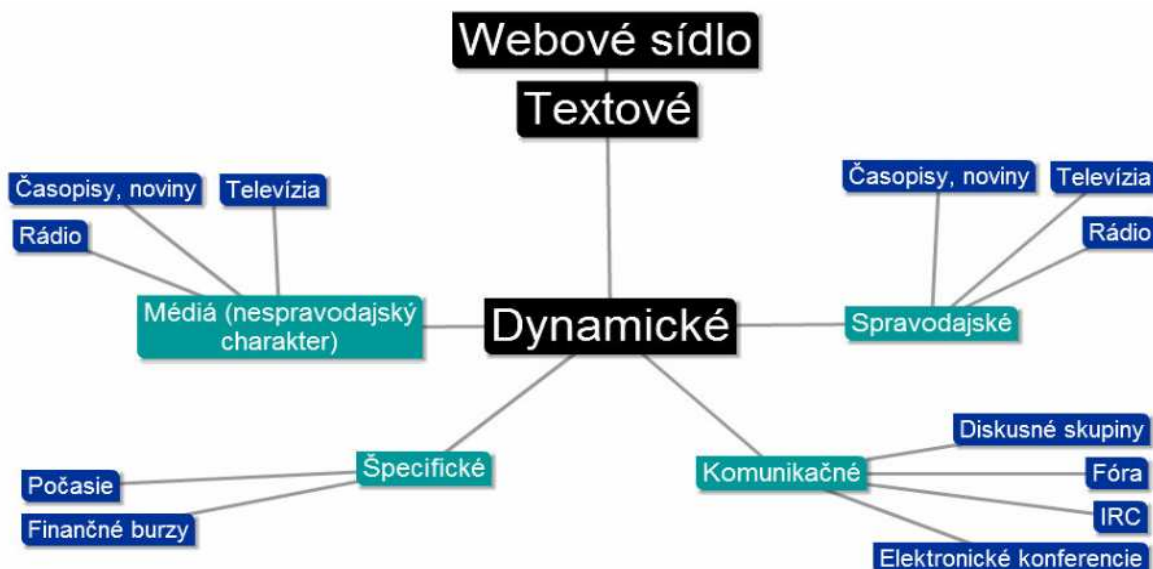 Webové sídlo
Textové
Časopisy, noviny
Televízia
Rádio
Časopisy, noviny
Televízia
Rádio
Médiá (nespravodajský
charakter)
Dynamické
Spravodajské
Špecifické
Počasie
Finančné burzy
Komunikačné
Diskusné skupiny
Fóra
IRC
Elektronické konferencie